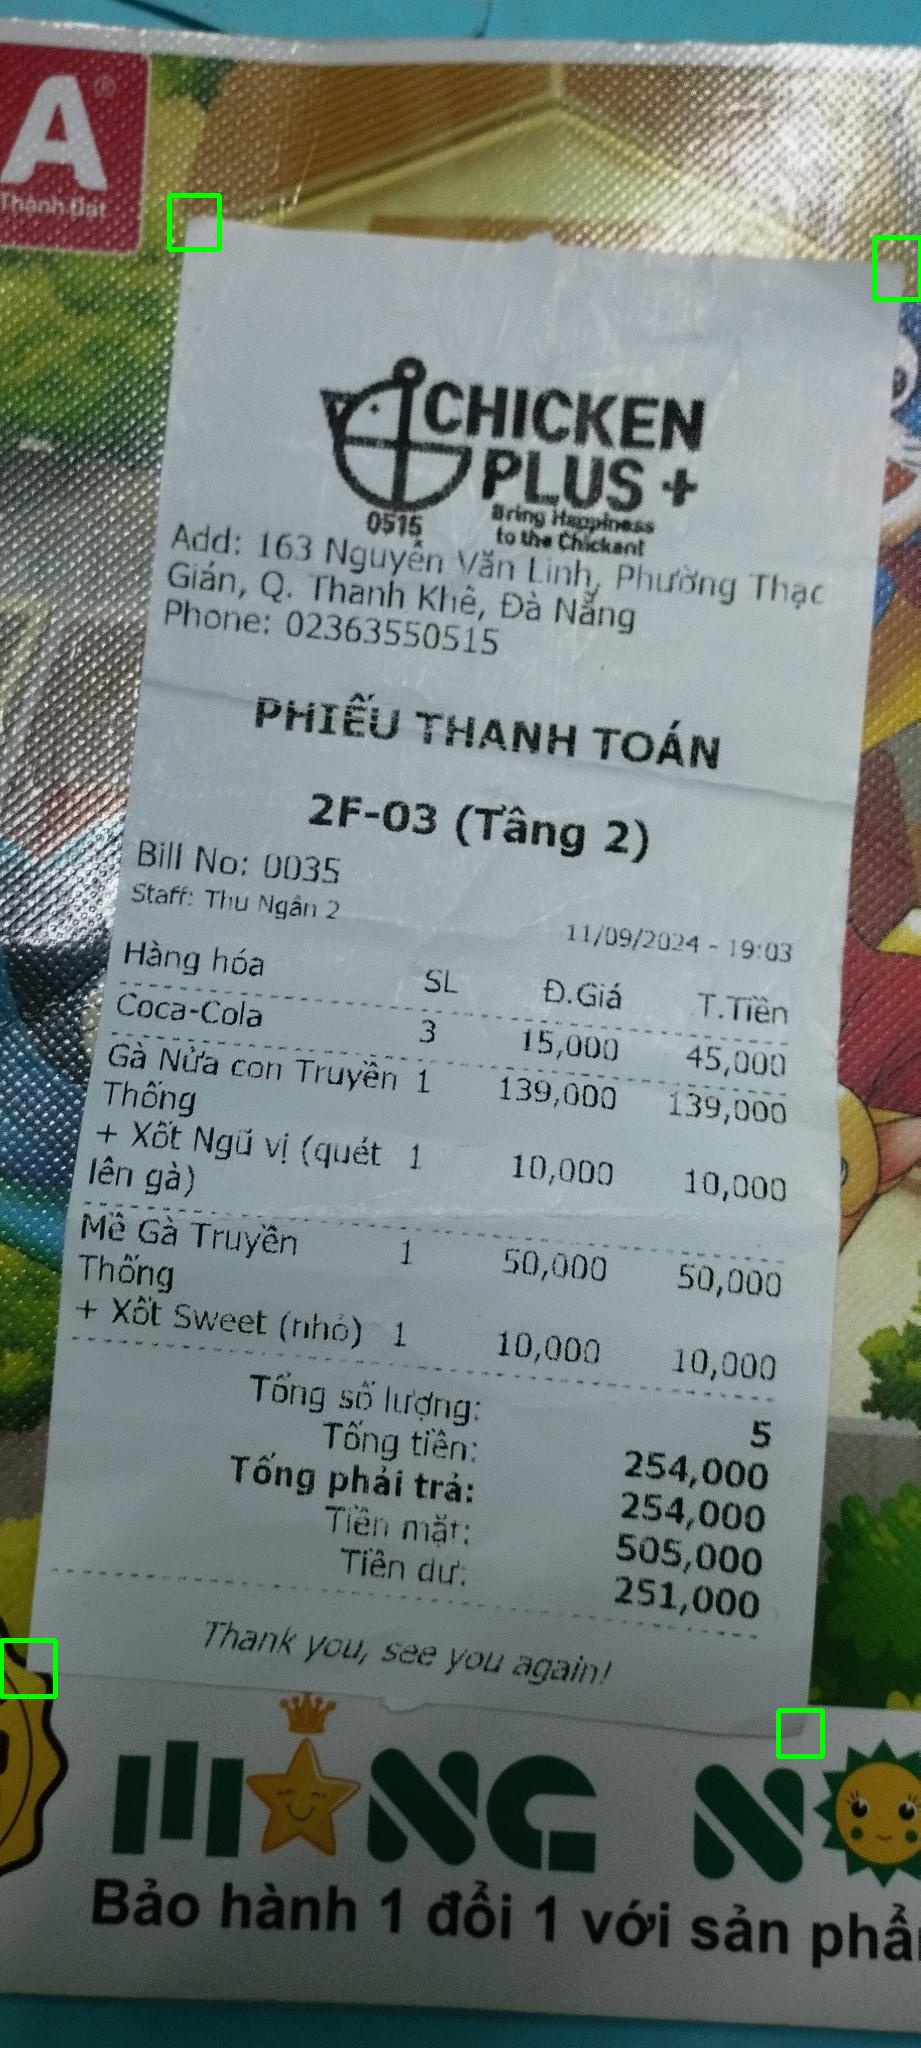 A®
Thành Đạt
CHICKEN
PLUS +
0515
Bring Happiness
to the Chickent
Add: 163 Nguyễn Văn Linh, Phường Thạc
Gián, Q. Thanh Khê, Đà Nẵng
Phone: 02363550515
PHIẾU THANH TOÁN
2F-03 (Tầng 2)
Bill No: 0035
Staff: Thu Ngân 2
11/09/2024 - 19:03
Hàng hóa SL Đ.Giá T.Tiền
Coca-Cola 3 15,000 45,000
Gà Nửa con Truyền 1 139,000 139,000
Thống
+ Xốt Ngũ vị (quét 1 10,000 10,000
lên gà)
Mề Gà Truyền 1 50,000 50,000
Thống
+ Xốt Sweet (nhỏ) 1 10,000 10,000
Tổng số lượng: 5
Tổng tiền: 254,000
Tổng phải trả: 254,000
Tiền mặt: 505,000
Tiền dư: 251,000
Thank you, see you again!
Bảo hành 1 đổi 1 với sản